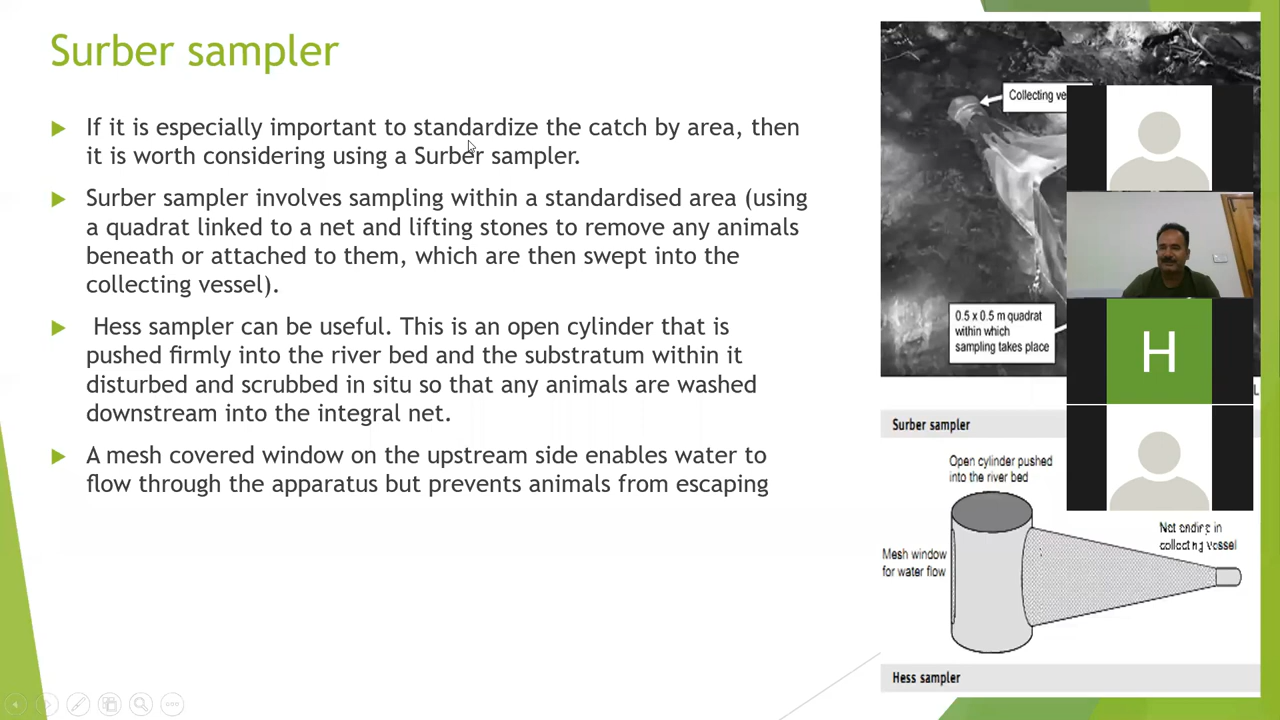 Surber sampler
If it is especially important to standardize the catch by area, then
it is worth considering using a Surber sampler.
Surber sampler involves sampling within a standardised area (using
a quadrat linked to a net and lifting stones to remove any animals
beneath or attached to them, which are then swept into the
collecting vessel).
Hess sampler can be useful. This is an open cylinder that is
pushed firmly into the river bed and the substratum within it
disturbed and scrubbed in situ so that any animals are washed
downstream into the integral net.
A mesh covered window on the upstream side enables water to
flow through the apparatus but prevents animals from escaping
Collecting ve
0.5 x 0.5 m quadrat
within which
sampling takes place
H
L
Surber sampler
Open cylinder pushed
into the river bed
Net ending in
collecting vessel
Mesh window
for water flow
Hess sampler